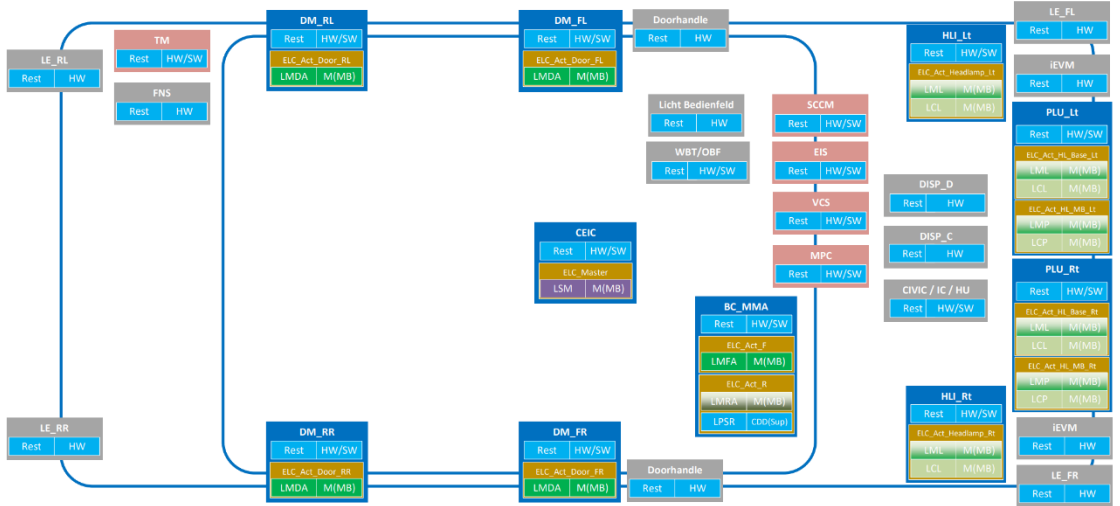 LE_RL
Rest HW
TM
Rest HW/SW
FNS
Rest HW
DM_RL
Rest HW/SW
ELC_Act_Door_RL
LMDA M(MB)
DM_FL
Rest HW/SW
ELC_Act_Door_FL
LMDA M(MB)
Doorhandle
Rest HW
Licht Bedienfeld
Rest HW
WBT/OBF
Rest HW/SW
SCCM
Rest HW/SW
EIS
Rest HW/SW
VCS
Rest HW/SW
MPC
Rest HW/SW
HLI_Lt
Rest HW/SW
ELC_Act_Headlamp_Lt
LML M(MB)
LCL M(MB)
LE_FL
Rest HW
iEVM
Rest HW
PLU_Lt
Rest HW/SW
ELC_Act_HL_Base_Lt
LML M(MB)
LCL M(MB)
ELC_Act_HL_MB_Lt
LMP M(MB)
LCP M(MB)
DISP_D
Rest HW
DISP_C
Rest HW
CIVIC / IC / HU
Rest HW/SW
CEIC
Rest HW/SW
ELC_Master
LSM M(MB)
BC_MMA
Rest HW/SW
ELC_Act_F
LMFA M(MB)
ELC_Act_R
LMRA M(MB)
LPSR CDD(Sup)
PLU_Rt
Rest HW/SW
ELC_Act_HL_Base_Rt
LML M(MB)
LCL M(MB)
ELC_Act_HL_MB_Rt
LMP M(MB)
LCP M(MB)
HLI_Rt
Rest HW/SW
ELC_Act_Headlamp_Rt
LML M(MB)
LCL M(MB)
LE_RR
Rest HW
DM_RR
Rest HW/SW
ELC_Act_Door_RR
LMDA M(MB)
DM_FR
Rest HW/SW
ELC_Act_Door_FR
LMDA M(MB)
Doorhandle
Rest HW
iEVM
Rest HW
LE_FR
Rest HW